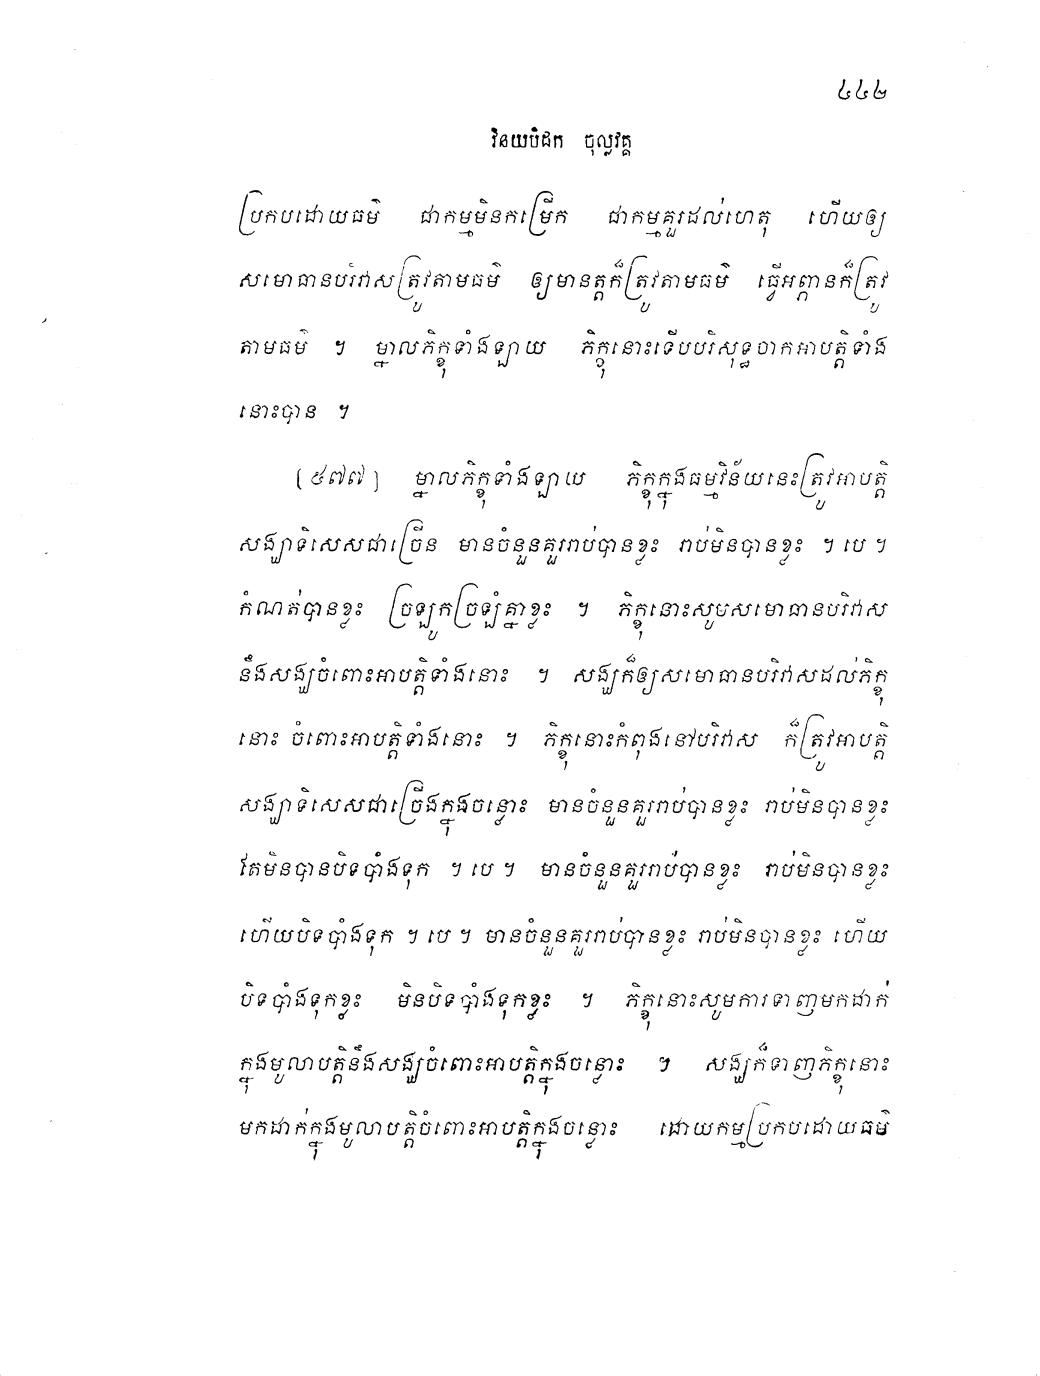 ៤៤២
វិនយបិដក ចុល្លវគ្គ
ប្រកបដោយធម៌ ជាកម្មមិនកម្រើក ជាកម្មគួរដល់ហេតុ ហើយឲ្យ
សមោធានបរិវាសត្រូវតាមធម៌ ឲ្យមានត្តក៏ត្រូវតាមធម៌ ធ្វើអព្ភានក៏ត្រូវ
តាមធម៌ ។ ម្នាលភិក្ខុទាំងឡាយ ភិក្ខុនោះទើបបរិសុទ្ធចាកអាបត្តិទាំង
នោះបាន ។
[៥៧៧] ម្នាលភិក្ខុទាំងឡាយ ភិក្ខុក្នុងធម្មវិន័យនេះត្រូវអាបត្តិ
សង្ឃាទិសេសជាច្រើន មានចំនួនគួររាប់បានខ្លះ រាប់មិនបានខ្លះ ។ បេ ។
កំណត់បានខ្លះ ច្រឡូកច្រឡំគ្នាខ្លះ ។ ភិក្ខុនោះសូមសមោធានបរិវាស
នឹងសង្ឃចំពោះអាបត្តិទាំងនោះ ។ សង្ឃក៏ឲ្យសមោធានបរិវាសដល់ភិក្ខុ
នោះ ចំពោះអាបត្តិទាំងនោះ ។ ភិក្ខុនោះកំពុងនៅបរិវាស ក៏ត្រូវអាបត្តិ
សង្ឃាទិសេសជាច្រើងក្នុងចន្លោះ មានចំនួនគួររាប់បានខ្លះ រាប់មិនបានខ្លះ
តែមិនបានបិទបាំងទុក ។ បេ ។ មានចំនួនគួររាប់បានខ្លះ រាប់មិនបានខ្លះ
ហើយបិទបាំងទុក ។ បេ ។ មានចំនួនគួររាប់បានខ្លះ រាប់មិនបានខ្លះ ហើយ
បិទបាំងទុកខ្លះ មិនបិទបាំងទុកខ្លះ ។ ភិក្ខុនោះសូមការទាញមកដាក់
ក្នុងមូលាបត្តិនឹងសង្ឃចំពោះអាបត្តិក្នុងចន្លោះ ។ សង្ឃក៏ទាញភិក្ខុនោះ
មកដាក់ក្នុងមូលាបត្តិចំពោះអាបត្តិក្នុងចន្លោះ ដោយកម្មប្រកបដោយធម៌